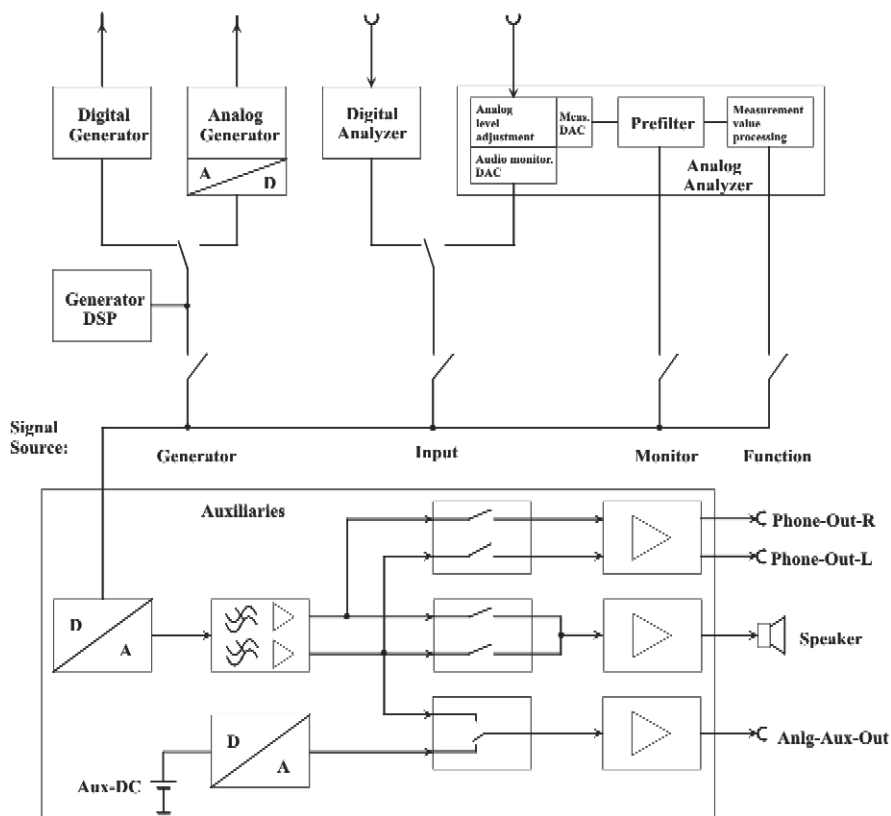 Digital
Generator
Analog
Generator
A
D
Digital
Analyzer
Analog
level
adjustment
Meas.
DAC
Prefilter
Measurement
value
processing
Audio monitor.
DAC
Analog
Analyzer
Generator
DSP
Signal
Source:
Generator
Input
Monitor
Function
Auxiliaries
Phone-Out-R
Phone-Out-L
D
A
Speaker
D
A
Anlg-Aux-Out
Aux-DC